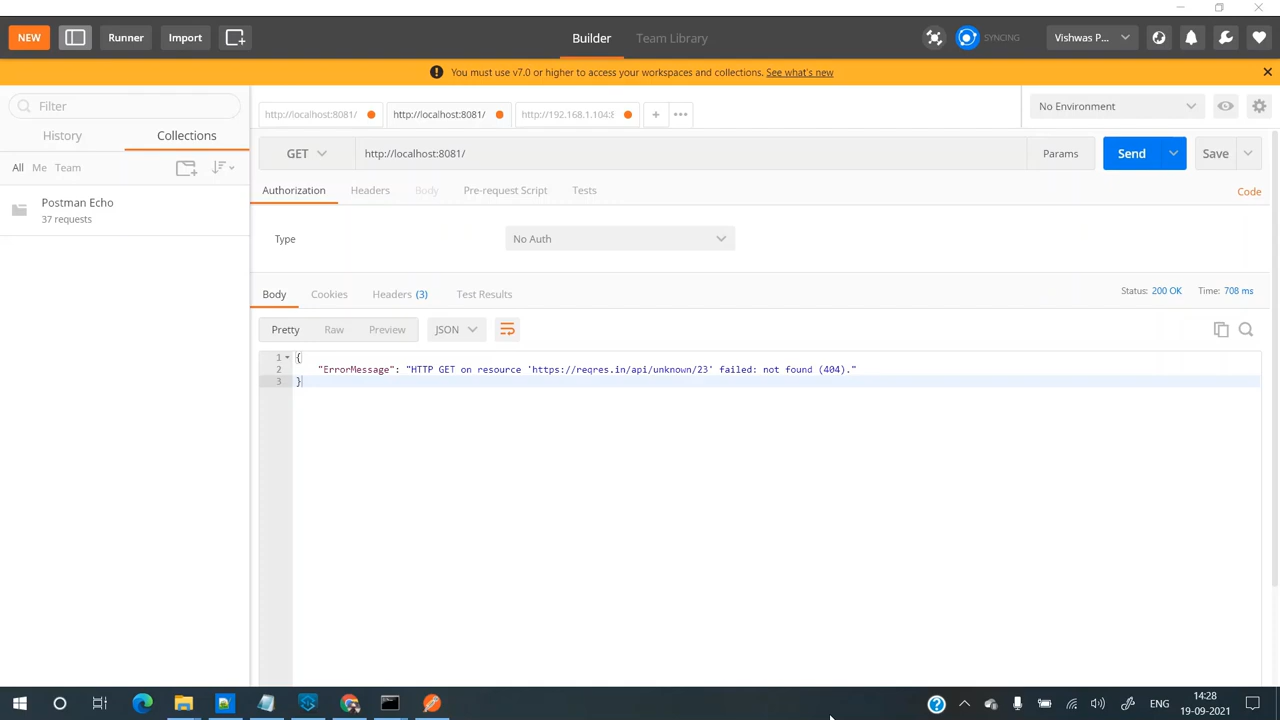 NEW
Runner
Import
Builder
Team Library
SYNCING
Vishwas P...
You must use v7.0 or higher to access your workspaces and collections. See what's new
Filter
History
Collections
All Me Team
Postman Echo
37 requests
http://localhost:8081/
http://localhost:8081/
http://192.168.1.104:8
No Environment
GET
http://localhost:8081/
Params
Send
Save
Authorization
Headers
Body
Pre-request Script
Tests
Code
Type
No Auth
Body
Cookies
Headers (3)
Test Results
Status: 200 OK
Time: 708 ms
Pretty
Raw
Preview
JSON
1 {
2 "ErrorMessage": "HTTP GET on resource 'https://reqres.in/api/unknown/23' failed: not found (404)."
3 }
ENG
14:28
19-09-2021